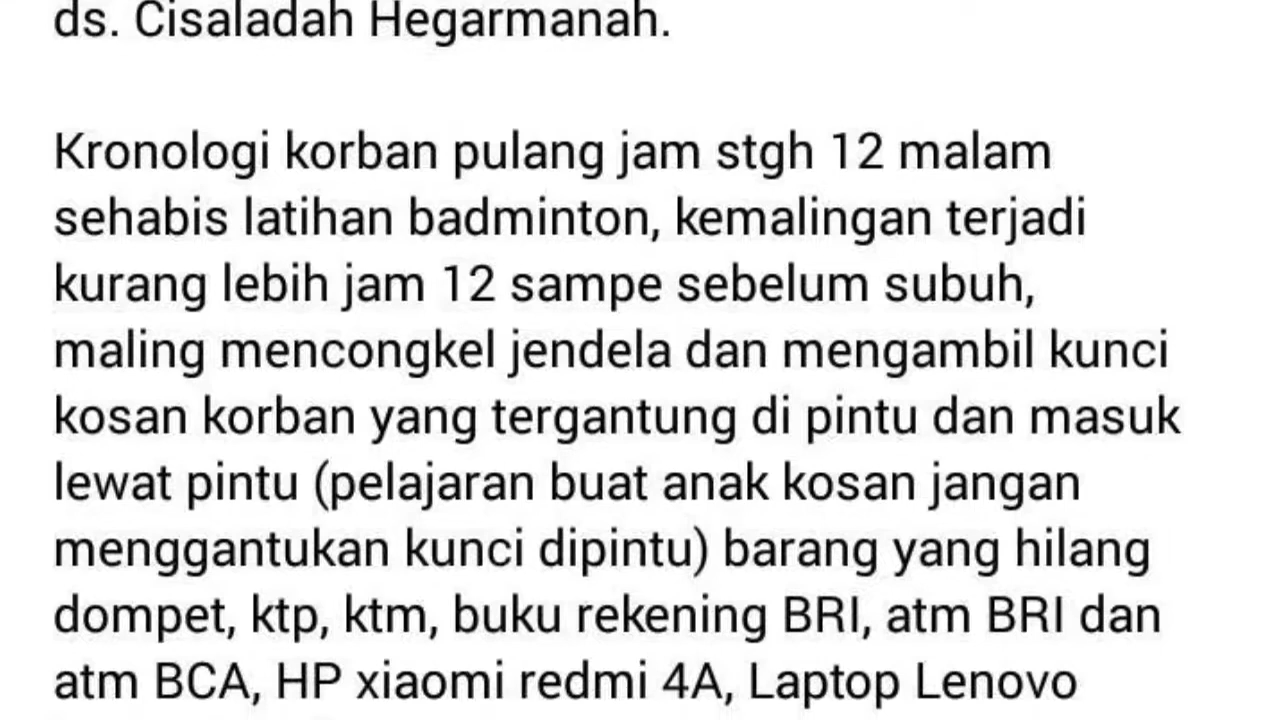 ds. Cisaladah Hegarmanah.
Kronologi korban pulang jam stgh 12 malam
sehabis latihan badminton, kemalingan terjadi
kurang lebih jam 12 sampe sebelum subuh,
maling mencongkel jendela dan mengambil kunci
kosan korban yang tergantung di pintu dan masuk
lewat pintu (pelajaran buat anak kosan jangan
menggantukan kunci dipintu) barang yang hilang
dompet, ktp, ktm, buku rekening BRI, atm BRI dan
atm BCA, HP xiaomi redmi 4A, Laptop Lenovo